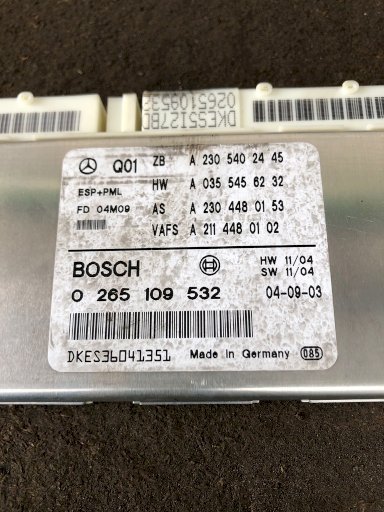 DKES5I27BC
Q01 ZB A 230 540 24 45
ESP+PML HW A 035 545 62 32
FD 04M09 AS A 230 448 01 53
VAFS A 211 448 01 02
BOSCH HW 11/04
SW 11/04
0 265 109 532 04-09-03
DKES36041351 Made in Germany 085